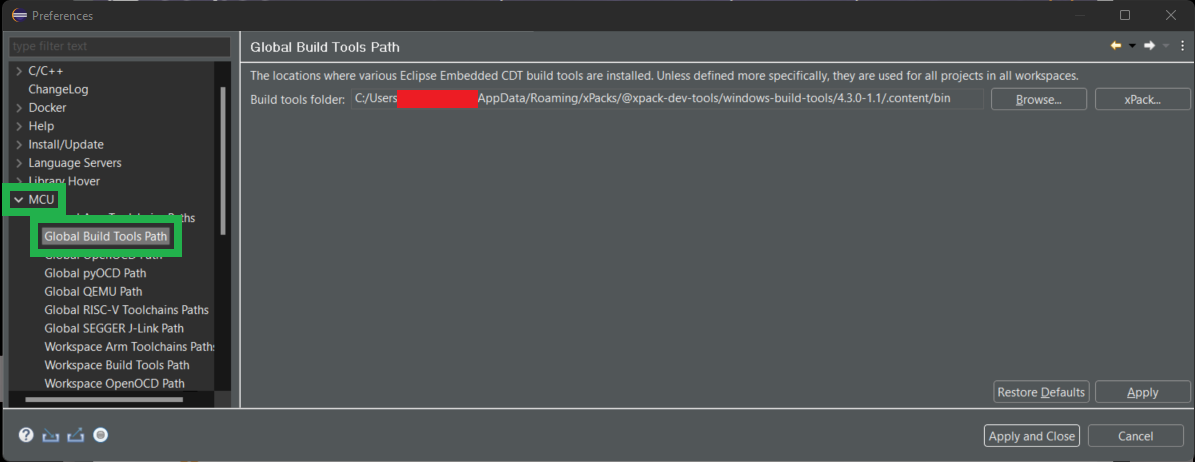 Preferences
type filter text
C/C++
ChangeLog
Docker
Help
Install/Update
Language Servers
Library Hover
MCU
Arm Toolchains Paths
Global Build Tools Path
Global OpenOCD Path
Global pyOCD Path
Global QEMU Path
Global RISC-V Toolchains Paths
Global SEGGER J-Link Path
Workspace Arm Toolchains Paths
Workspace Build Tools Path
Workspace OpenOCD Path
Global Build Tools Path
The locations where various Eclipse Embedded CDT build tools are installed. Unless defined more specifically, they are used for all projects in all workspaces.
Build tools folder: C:/Users AppData/Roaming/xPacks/@xpack-dev-tools/windows-build-tools/4.3.0-1.1/.content/bin Browse... xPack...
Restore Defaults Apply
Apply and Close Cancel